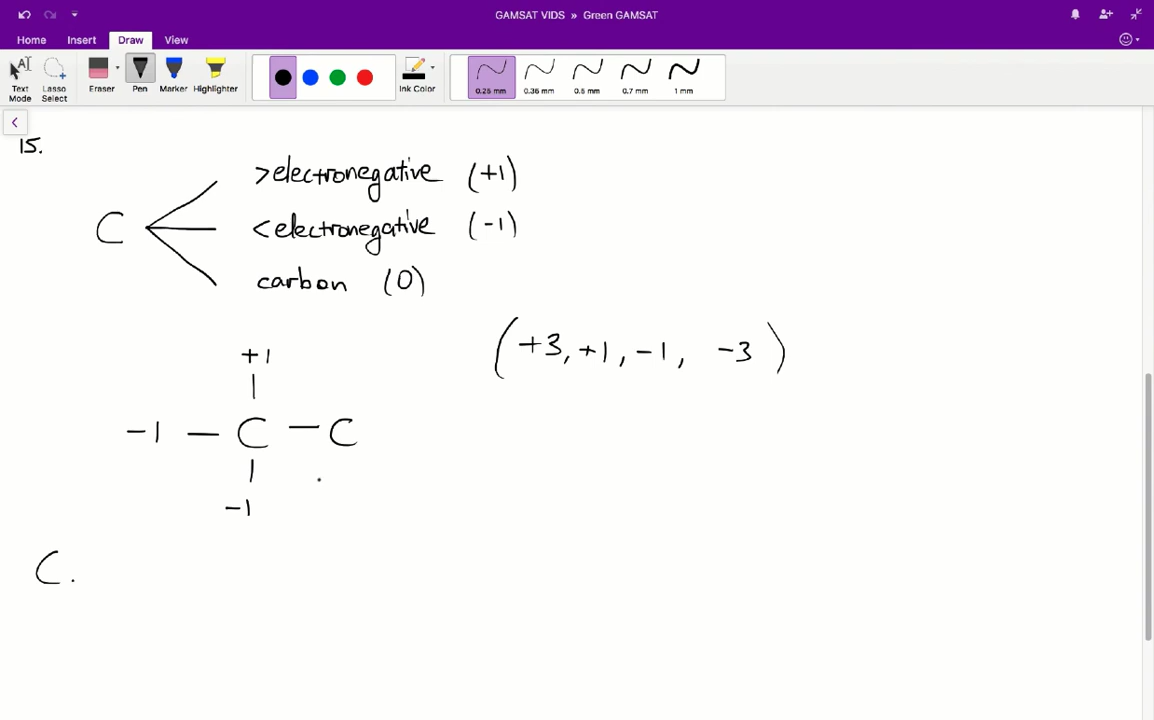 GAMSAT VIDS » Green GAMSAT
Home Insert Draw View
Text Mode Lasso Select Eraser Pen Marker Highlighter Ink Color 0.25 mm 0.35 mm 0.5 mm 0.7 mm 1 mm
15.
>electronegative (+1)
C <electronegative (-1)
carbon (0)
(+3, +1, -1, -3)
+1
-1 — C — C
-1
C.